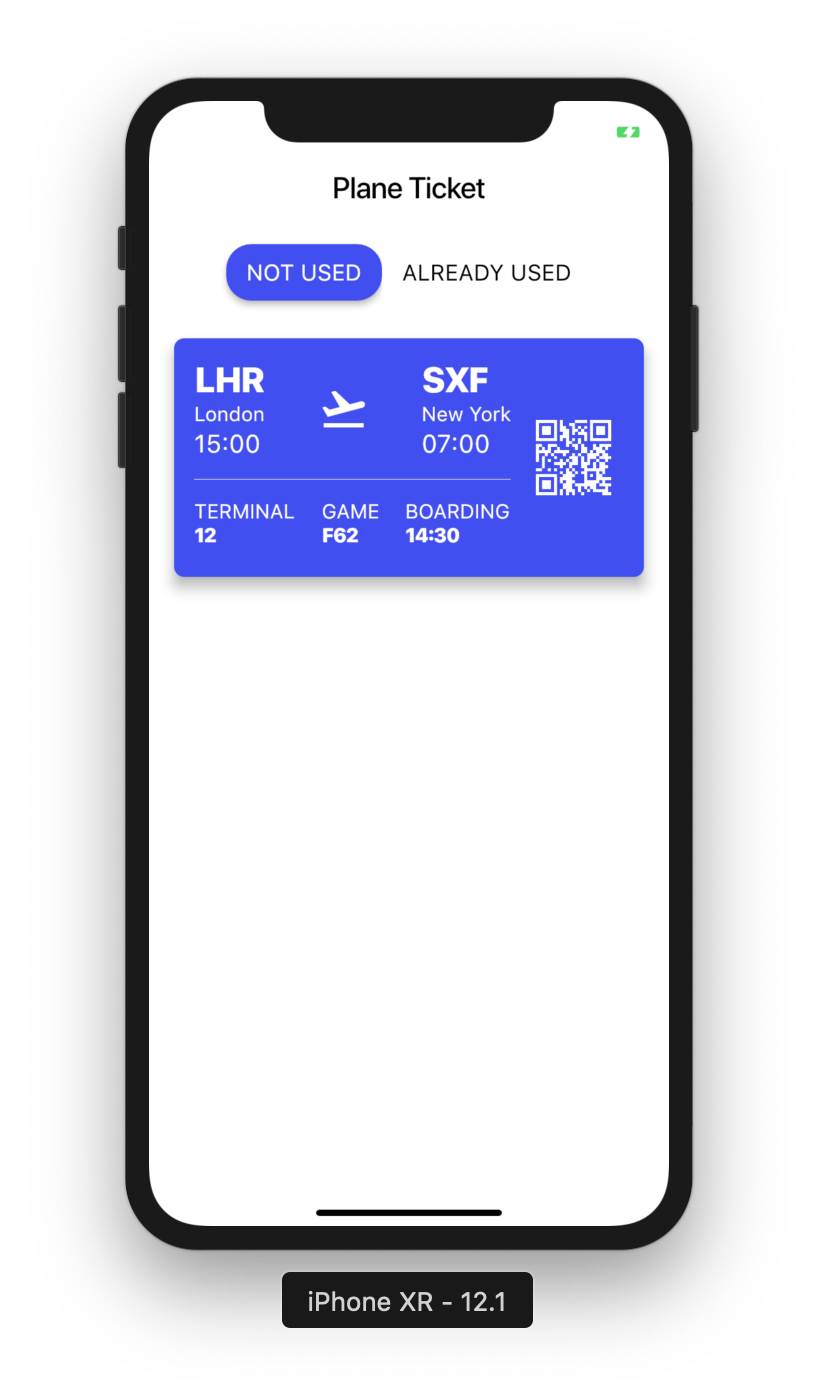 Plane Ticket
NOT USED ALREADY USED
LHR SXF
London New York
15:00 07:00
TERMINAL GAME BOARDING
12 F62 14:30
iPhone XR - 12.1